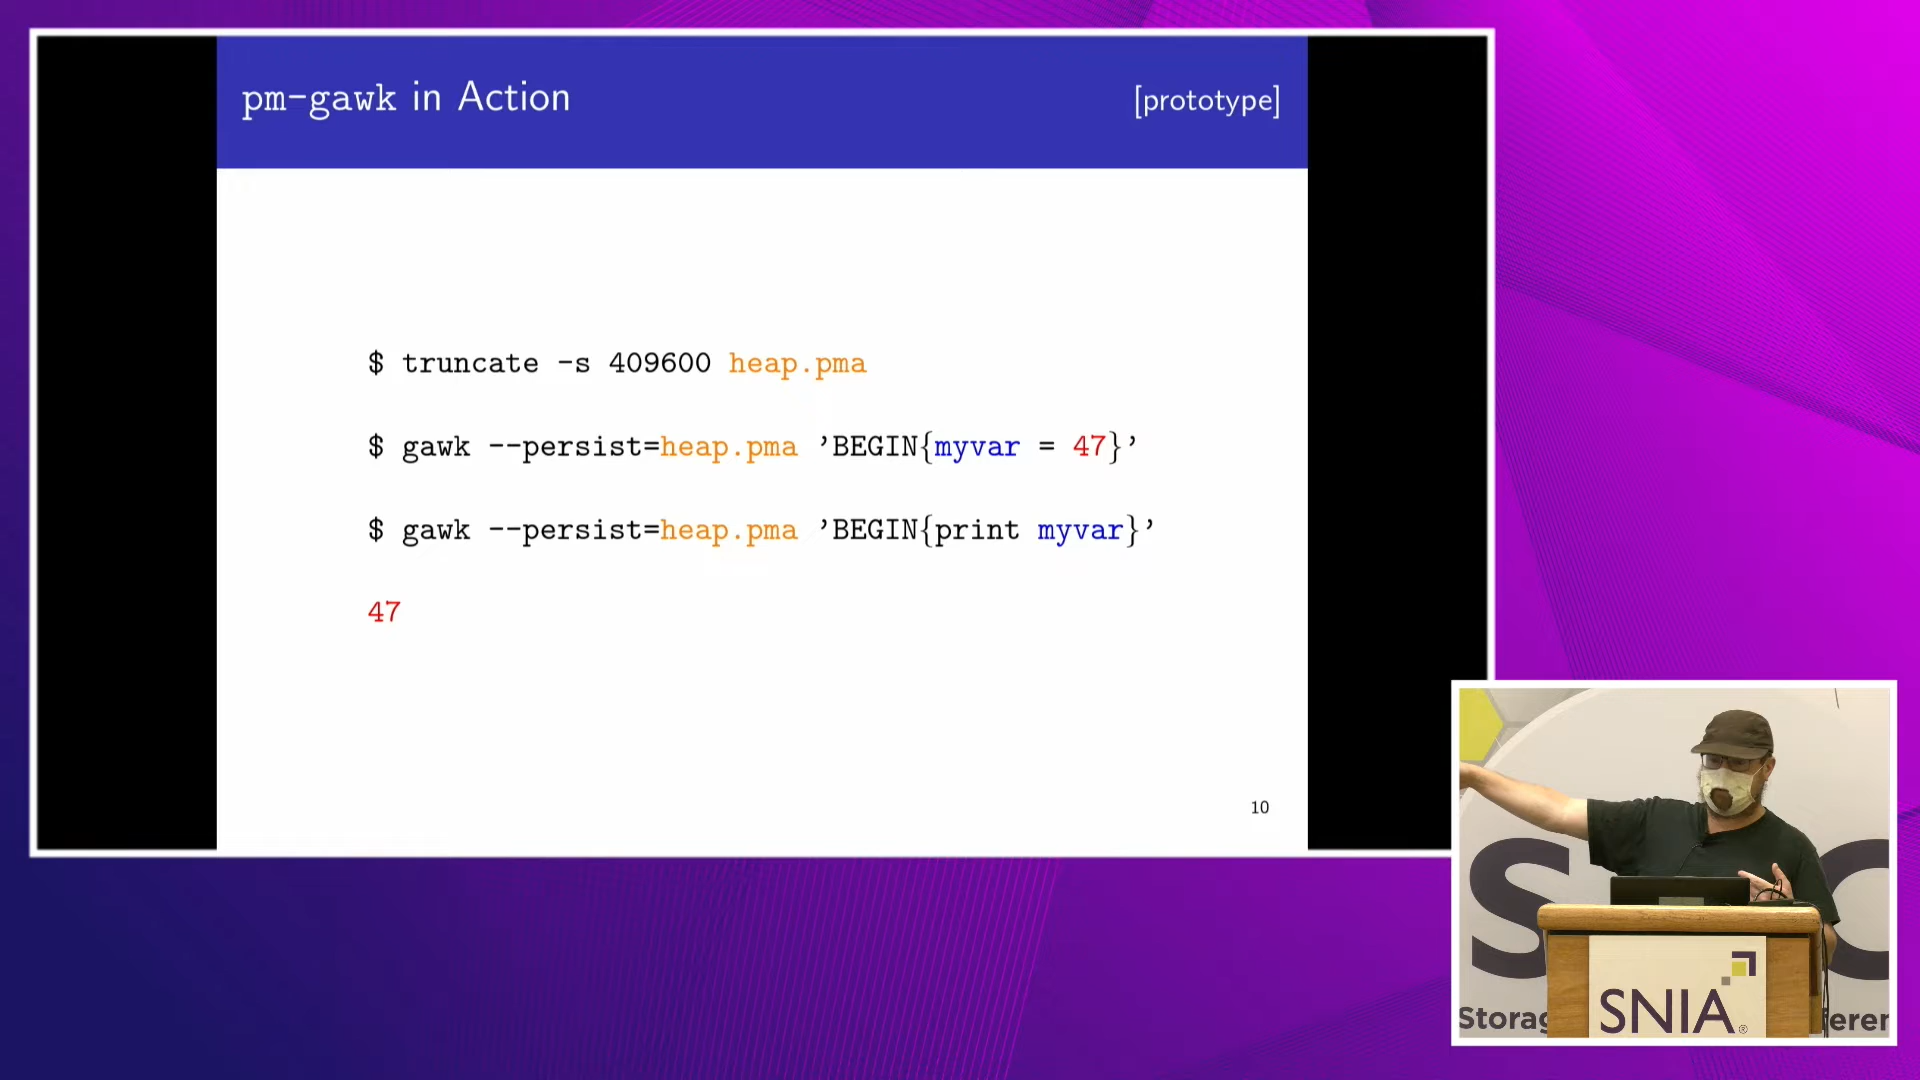 pm-gawk in Action
[prototype]
$ truncate -s 409600 heap.pma
$ gawk --persist=heap.pma ’BEGIN{myvar = 47}’
$ gawk --persist=heap.pma ’BEGIN{print myvar}’
47
10
SNIA®